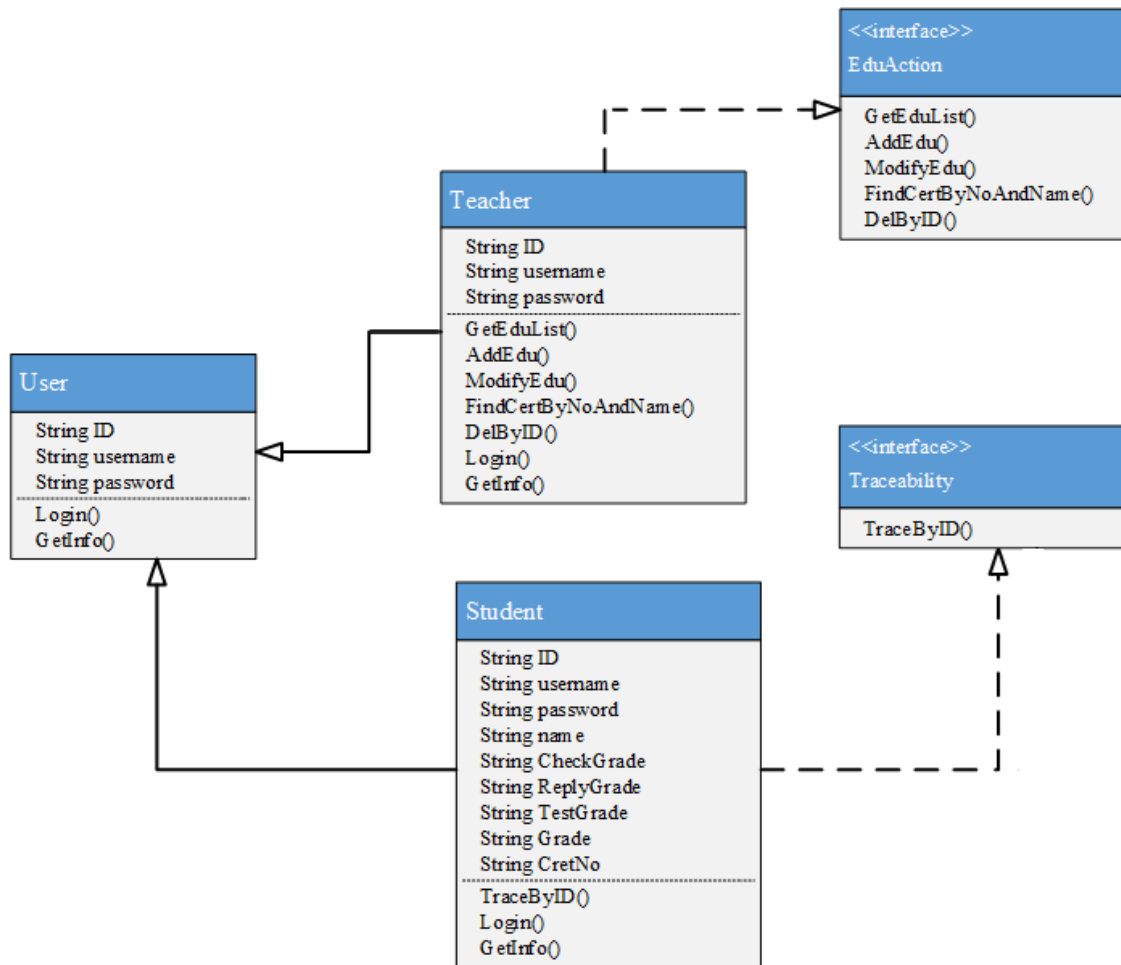 <<interface>>
EduAction
GetEduList()
AddEdu()
ModifyEdu()
FindCertByNoAndName()
DelByID()
Teacher
String ID
String username
String password
GetEduList()
AddEdu()
ModifyEdu()
FindCertByNoAndName()
DelByID()
Login()
GetInfo()
User
String ID
String username
String password
Login()
GetInfo()
<<interface>>
Traceability
TraceByID()
Student
String ID
String username
String password
String name
String CheckGrade
String ReplyGrade
String TestGrade
String Grade
String CretNo
TraceByID()
Login()
GetInfo()